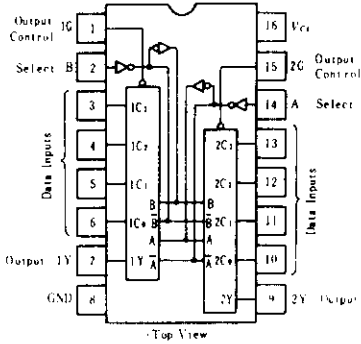 Output Control 1G 1
Select B 2
3 1C3
4 1C2
5 1C1
6 1C0
Output 1Y 7 1Y
GND 8
Data Inputs
16 VCC
15 2G Output Control
14 A Select
2C3 13
2C2 12
2C1 11
2C0 10
2Y 9 2Y Output
Data Inputs
B B
B B
A A
A A
Top View